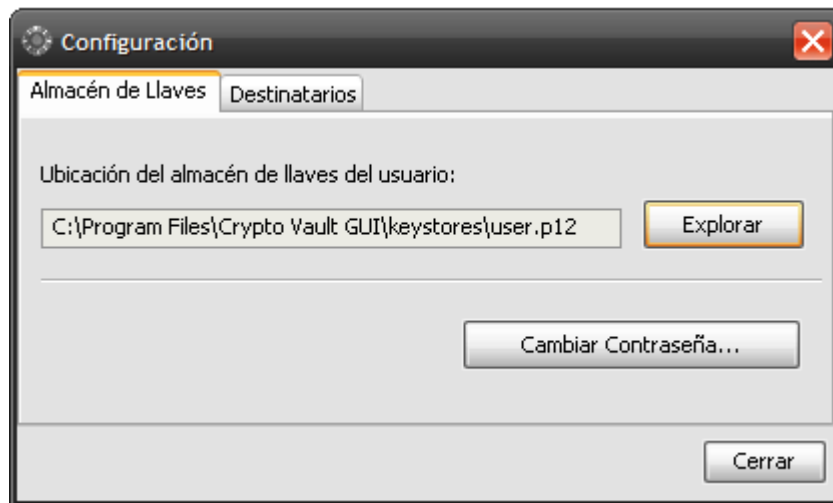 Configuración
Almacén de Llaves
Destinatarios
Ubicación del almacén de llaves del usuario:
C:\Program Files\Crypto Vault GUI\keystores\user.p12
Explorar
Cambiar Contraseña...
Cerrar